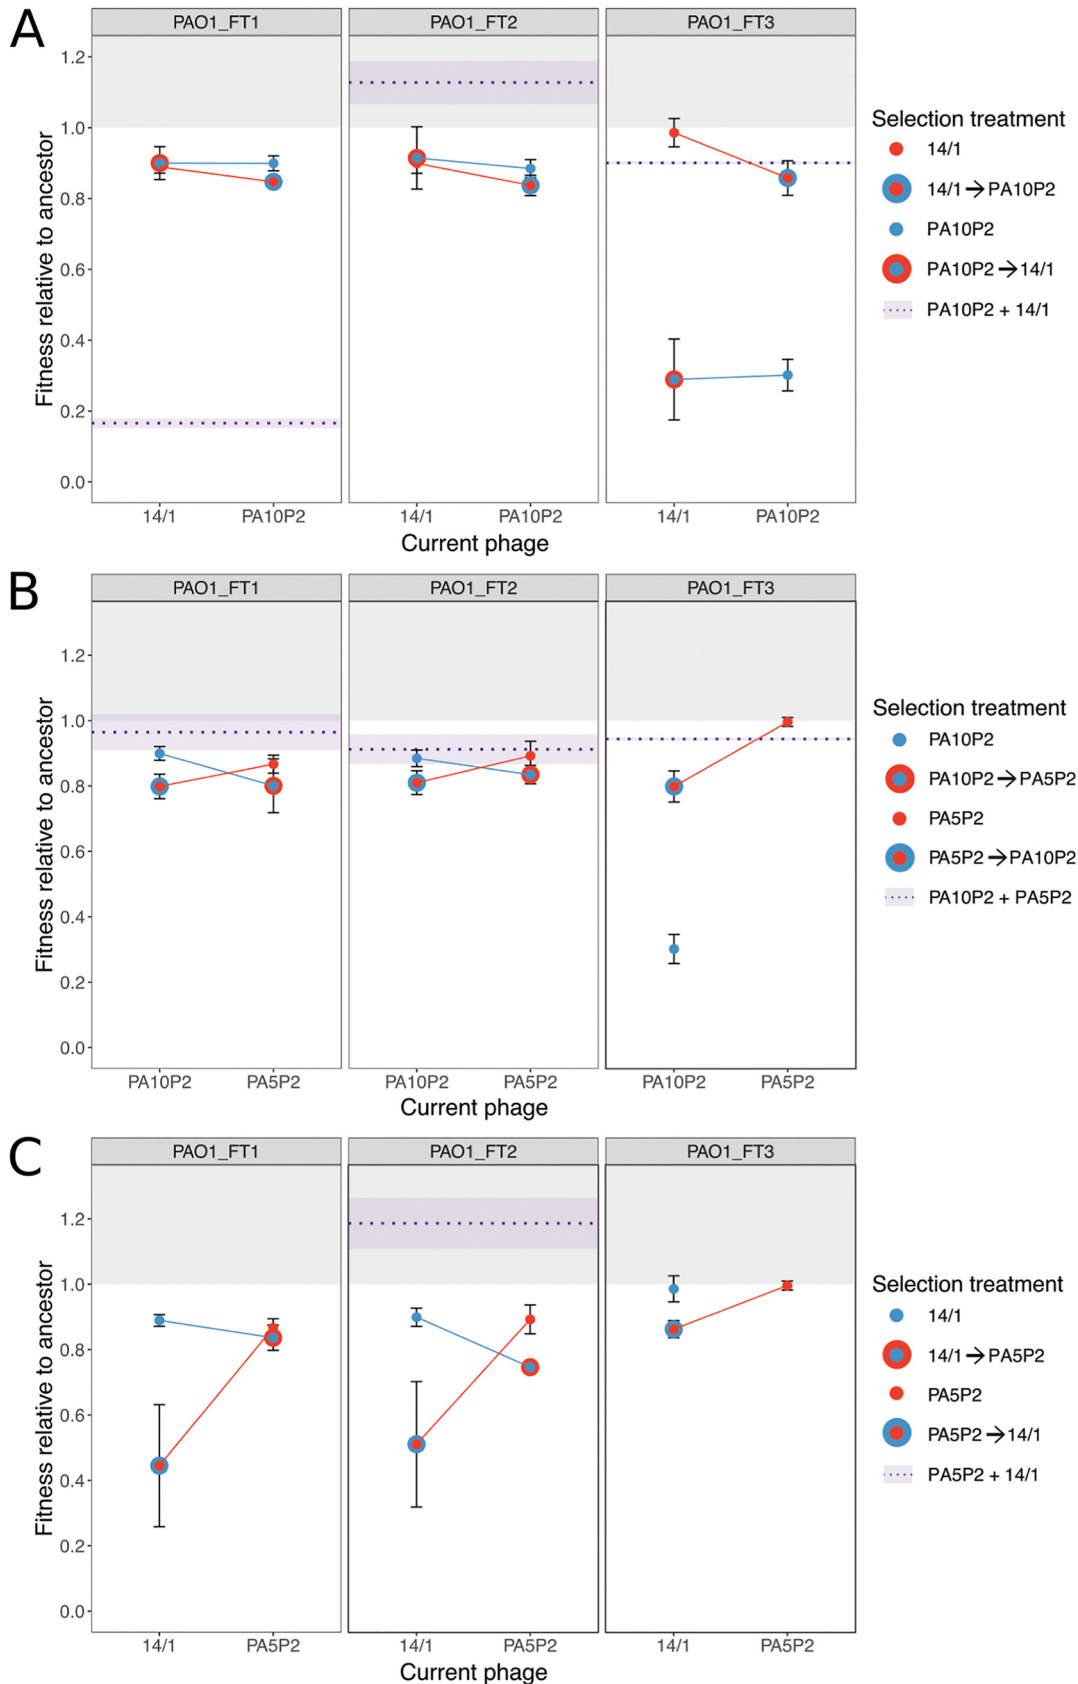 A
PAO1_FT1 PAO1_FT2 PAO1_FT3
Fitness relative to ancestor
1.2
1.0
0.8
0.6
0.4
0.2
0.0
14/1 PA10P2 14/1 PA10P2 14/1 PA10P2
Current phage
Selection treatment
14/1
14/1→PA10P2
PA10P2
PA10P2→14/1
PA10P2 + 14/1
B
PAO1_FT1 PAO1_FT2 PAO1_FT3
Fitness relative to ancestor
1.2
1.0
0.8
0.6
0.4
0.2
0.0
PA10P2 PA5P2 PA10P2 PA5P2 PA10P2 PA5P2
Current phage
Selection treatment
PA10P2
PA10P2→PA5P2
PA5P2
PA5P2→PA10P2
PA10P2 + PA5P2
C
PAO1_FT1 PAO1_FT2 PAO1_FT3
Fitness relative to ancestor
1.2
1.0
0.8
0.6
0.4
0.2
0.0
14/1 PA5P2 14/1 PA5P2 14/1 PA5P2
Current phage
Selection treatment
14/1
14/1→PA5P2
PA5P2
PA5P2→14/1
PA5P2 + 14/1